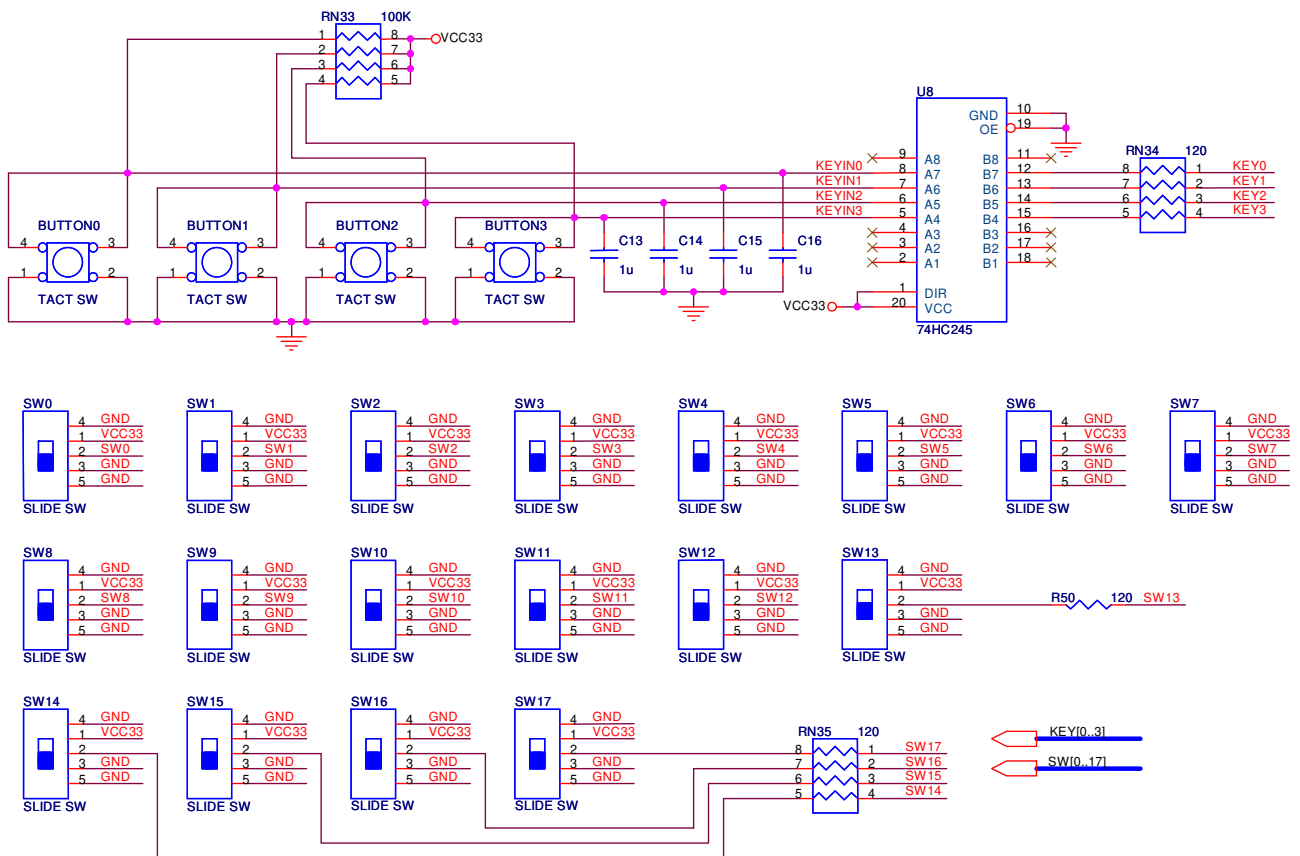 RN33 100K
1 8 VCC33
2 7
3 6
4 5
U8
GND 10
OE 19
RN34 120
9 A8 B8 11
KEYIN0 8 A7 B7 12 8 1 KEY0
KEYIN1 7 A6 B6 13 7 2 KEY1
KEYIN2 6 A5 B5 14 6 3 KEY2
KEYIN3 5 A4 B4 15 5 4 KEY3
4 A3 B3 16
3 A2 B2 17
2 A1 B1 18
1 DIR
VCC33 20 VCC
74HC245
BUTTON0 BUTTON1 BUTTON2 BUTTON3
4 3 4 3 4 3 4 3
1 2 1 2 1 2 1 2
TACT SW TACT SW TACT SW TACT SW
C13 C14 C15 C16
1u 1u 1u 1u
SW0 SW1 SW2 SW3 SW4 SW5 SW6 SW7
4 GND 4 GND 4 GND 4 GND 4 GND 4 GND 4 GND 4 GND
1 VCC33 1 VCC33 1 VCC33 1 VCC33 1 VCC33 1 VCC33 1 VCC33 1 VCC33
2 SW0 2 SW1 2 SW2 2 SW3 2 SW4 2 SW5 2 SW6 2 SW7
3 GND 3 GND 3 GND 3 GND 3 GND 3 GND 3 GND 3 GND
5 GND 5 GND 5 GND 5 GND 5 GND 5 GND 5 GND 5 GND
SLIDE SW SLIDE SW SLIDE SW SLIDE SW SLIDE SW SLIDE SW SLIDE SW SLIDE SW
SW8 SW9 SW10 SW11 SW12 SW13
4 GND 4 GND 4 GND 4 GND 4 GND 4 GND
1 VCC33 1 VCC33 1 VCC33 1 VCC33 1 VCC33 1 VCC33
2 SW8 2 SW9 2 SW10 2 SW11 2 SW12 2 R50 120 SW13
3 GND 3 GND 3 GND 3 GND 3 GND 3 GND
5 GND 5 GND 5 GND 5 GND 5 GND 5 GND
SLIDE SW SLIDE SW SLIDE SW SLIDE SW SLIDE SW SLIDE SW
SW14 SW15 SW16 SW17
4 GND 4 GND 4 GND 4 GND
1 VCC33 1 VCC33 1 VCC33 1 VCC33
2 2 2 2
3 GND 3 GND 3 GND 3 GND
5 GND 5 GND 5 GND 5 GND
SLIDE SW SLIDE SW SLIDE SW SLIDE SW
RN35 120
8 1 SW17
7 2 SW16
6 3 SW15
5 4 SW14
KEY[0..3]
SW[0..17]